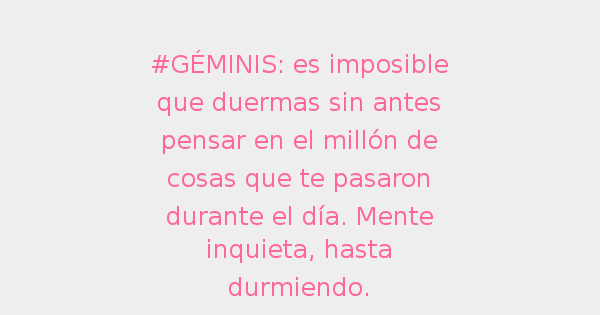 #GÉMINIS: es imposible
que duermas sin antes
pensar en el millón de
cosas que te pasaron
durante el día. Mente
inquieta, hasta
durmiendo.